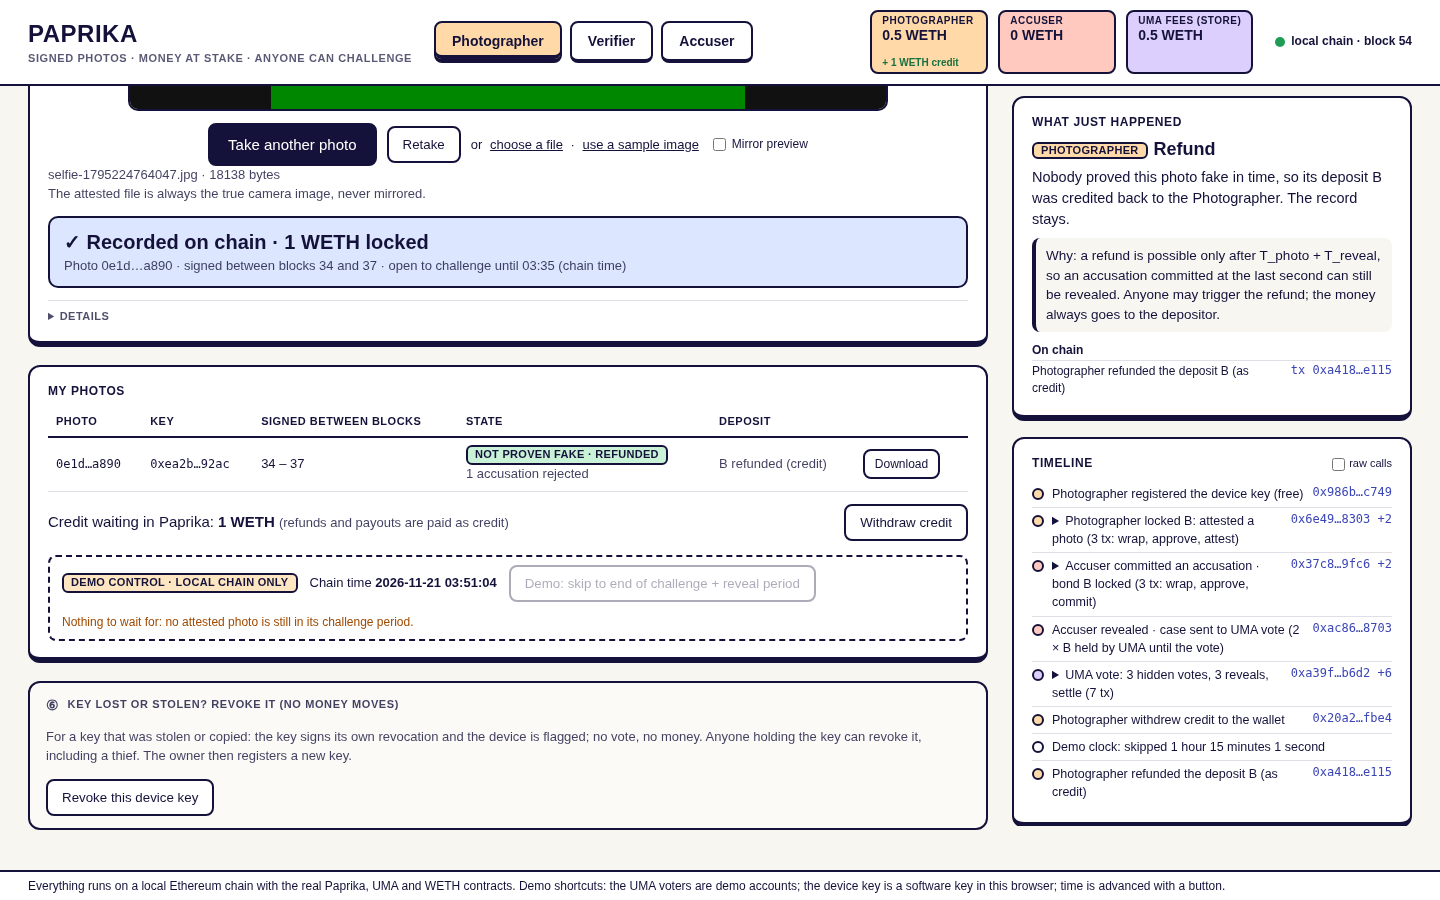 PAPRIKA
SIGNED PHOTOS · MONEY AT STAKE · ANYONE CAN CHALLENGE
Photographer
Verifier
Accuser
PHOTOGRAPHER
0.5 WETH
+ 1 WETH credit
ACCUSER
0 WETH
UMA FEES (STORE)
0.5 WETH
local chain · block 54
Take another photo
Retake
or choose a file · use a sample image
Mirror preview
selfie-1795224764047.jpg · 18138 bytes
The attested file is always the true camera image, never mirrored.
✓ Recorded on chain · 1 WETH locked
Photo 0e1d…a890 · signed between blocks 34 and 37 · open to challenge until 03:35 (chain time)
DETAILS
MY PHOTOS
PHOTO KEY SIGNED BETWEEN BLOCKS STATE DEPOSIT
0e1d…a890 0xea2b…92ac 34 – 37 NOT PROVEN FAKE · REFUNDED B refunded (credit) Download
1 accusation rejected
Credit waiting in Paprika: 1 WETH (refunds and payouts are paid as credit)
Withdraw credit
DEMO CONTROL · LOCAL CHAIN ONLY Chain time 2026-11-21 03:51:04 Demo: skip to end of challenge + reveal period
Nothing to wait for: no attested photo is still in its challenge period.
⑥ KEY LOST OR STOLEN? REVOKE IT (NO MONEY MOVES)
For a key that was stolen or copied: the key signs its own revocation and the device is flagged; no vote, no money. Anyone holding the key can revoke it,
including a thief. The owner then registers a new key.
Revoke this device key
WHAT JUST HAPPENED
PHOTOGRAPHER Refund
Nobody proved this photo fake in time, so its deposit B
was credited back to the Photographer. The record
stays.
Why: a refund is possible only after T_photo + T_reveal,
so an accusation committed at the last second can still
be revealed. Anyone may trigger the refund; the money
always goes to the depositor.
On chain
Photographer refunded the deposit B (as tx 0xa418…e115
credit)
TIMELINE
raw calls
Photographer registered the device key (free) 0x986b…c749
Photographer locked B: attested a 0x6e49…8303 +2
photo (3 tx: wrap, approve, attest)
Accuser committed an accusation · 0x37c8…9fc6 +2
bond B locked (3 tx: wrap, approve,
commit)
Accuser revealed · case sent to UMA vote (2 0xac86…8703
× B held by UMA until the vote)
UMA vote: 3 hidden votes, 3 reveals, 0xa39f…b6d2 +6
settle (7 tx)
Photographer withdrew credit to the wallet 0x20a2…fbe4
Demo clock: skipped 1 hour 15 minutes 1 second
Photographer refunded the deposit B (as 0xa418…e115
credit)
Everything runs on a local Ethereum chain with the real Paprika, UMA and WETH contracts. Demo shortcuts: the UMA voters are demo accounts; the device key is a software key in this browser; time is advanced with a button.